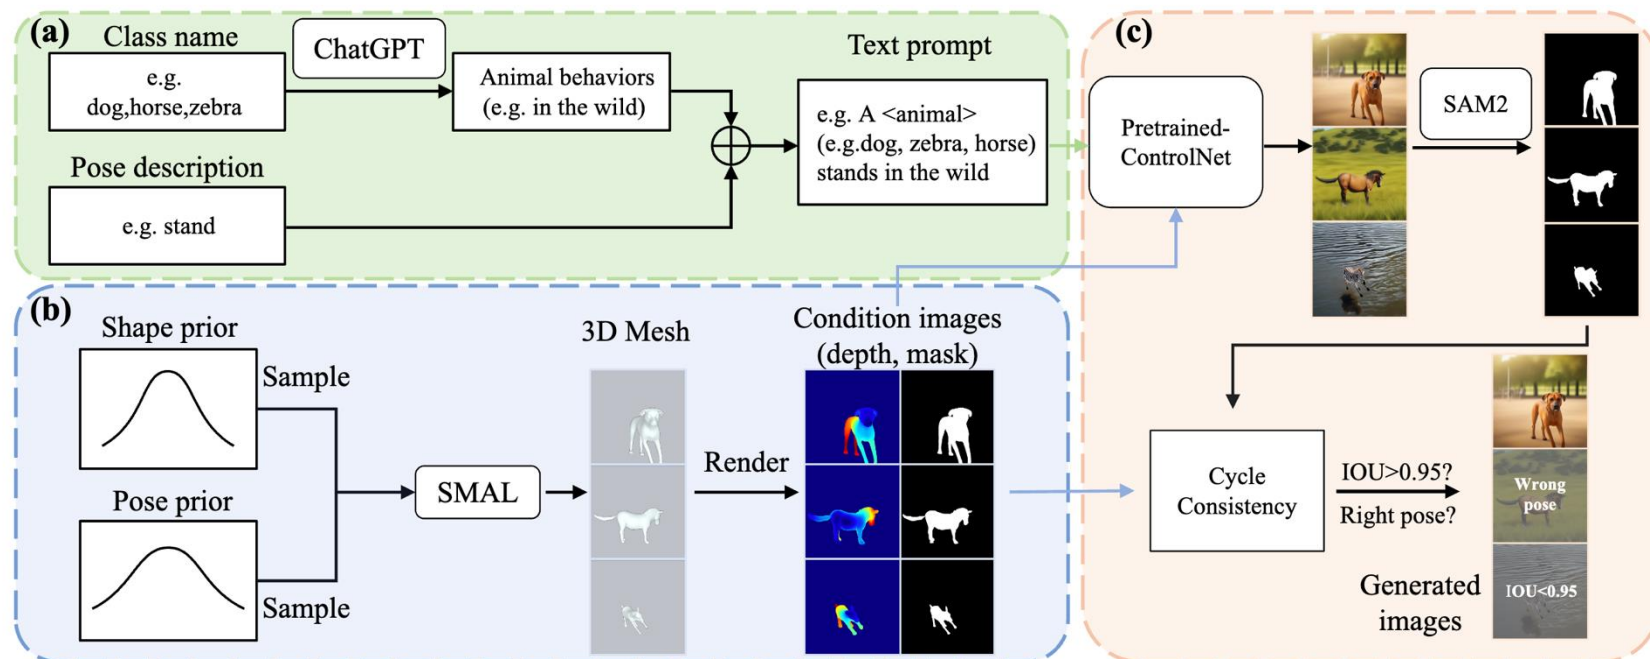 (a)
Class name
e.g.
dog,horse,zebra
ChatGPT
Animal behaviors
(e.g. in the wild)
Pose description
e.g. stand
Text prompt
e.g. A <animal>
(e.g.dog, zebra, horse)
stands in the wild
(b)
Shape prior
Sample
Pose prior
Sample
SMAL
3D Mesh
Render
Condition images
(depth, mask)
(c)
Pretrained-
ControlNet
SAM2
Cycle
Consistency
IOU>0.95?
Right pose?
Wrong
pose
IOU<0.95
Generated
images